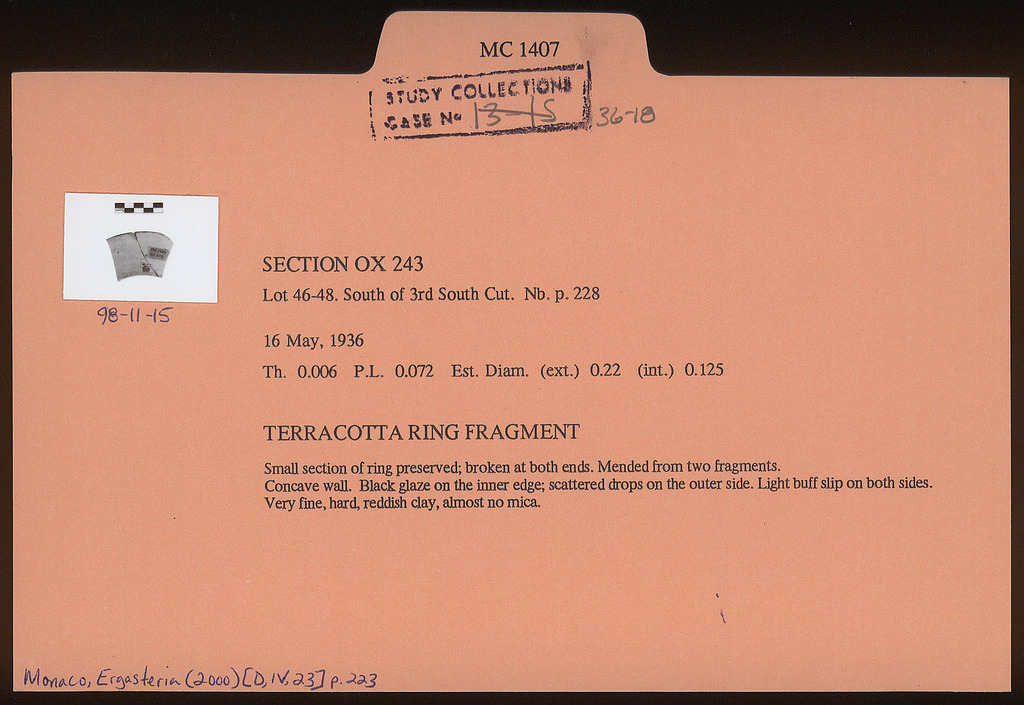 MC 1407
STUDY COLLECTIONS
CASE No 13-15 36-18
98-11-15
SECTION OX 243
Lot 46-48. South of 3rd South Cut. Nb. p. 228
16 May, 1936
Th. 0.006 P.L. 0.072 Est. Diam. (ext.) 0.22 (int.) 0.125
TERRACOTTA RING FRAGMENT
Small section of ring preserved; broken at both ends. Mended from two fragments.
Concave wall. Black glaze on the inner edge; scattered drops on the outer side. Light buff slip on both sides.
Very fine, hard, reddish clay, almost no mica.
Monaco, Ergasteria (2000) [D, IV, 23] p. 223